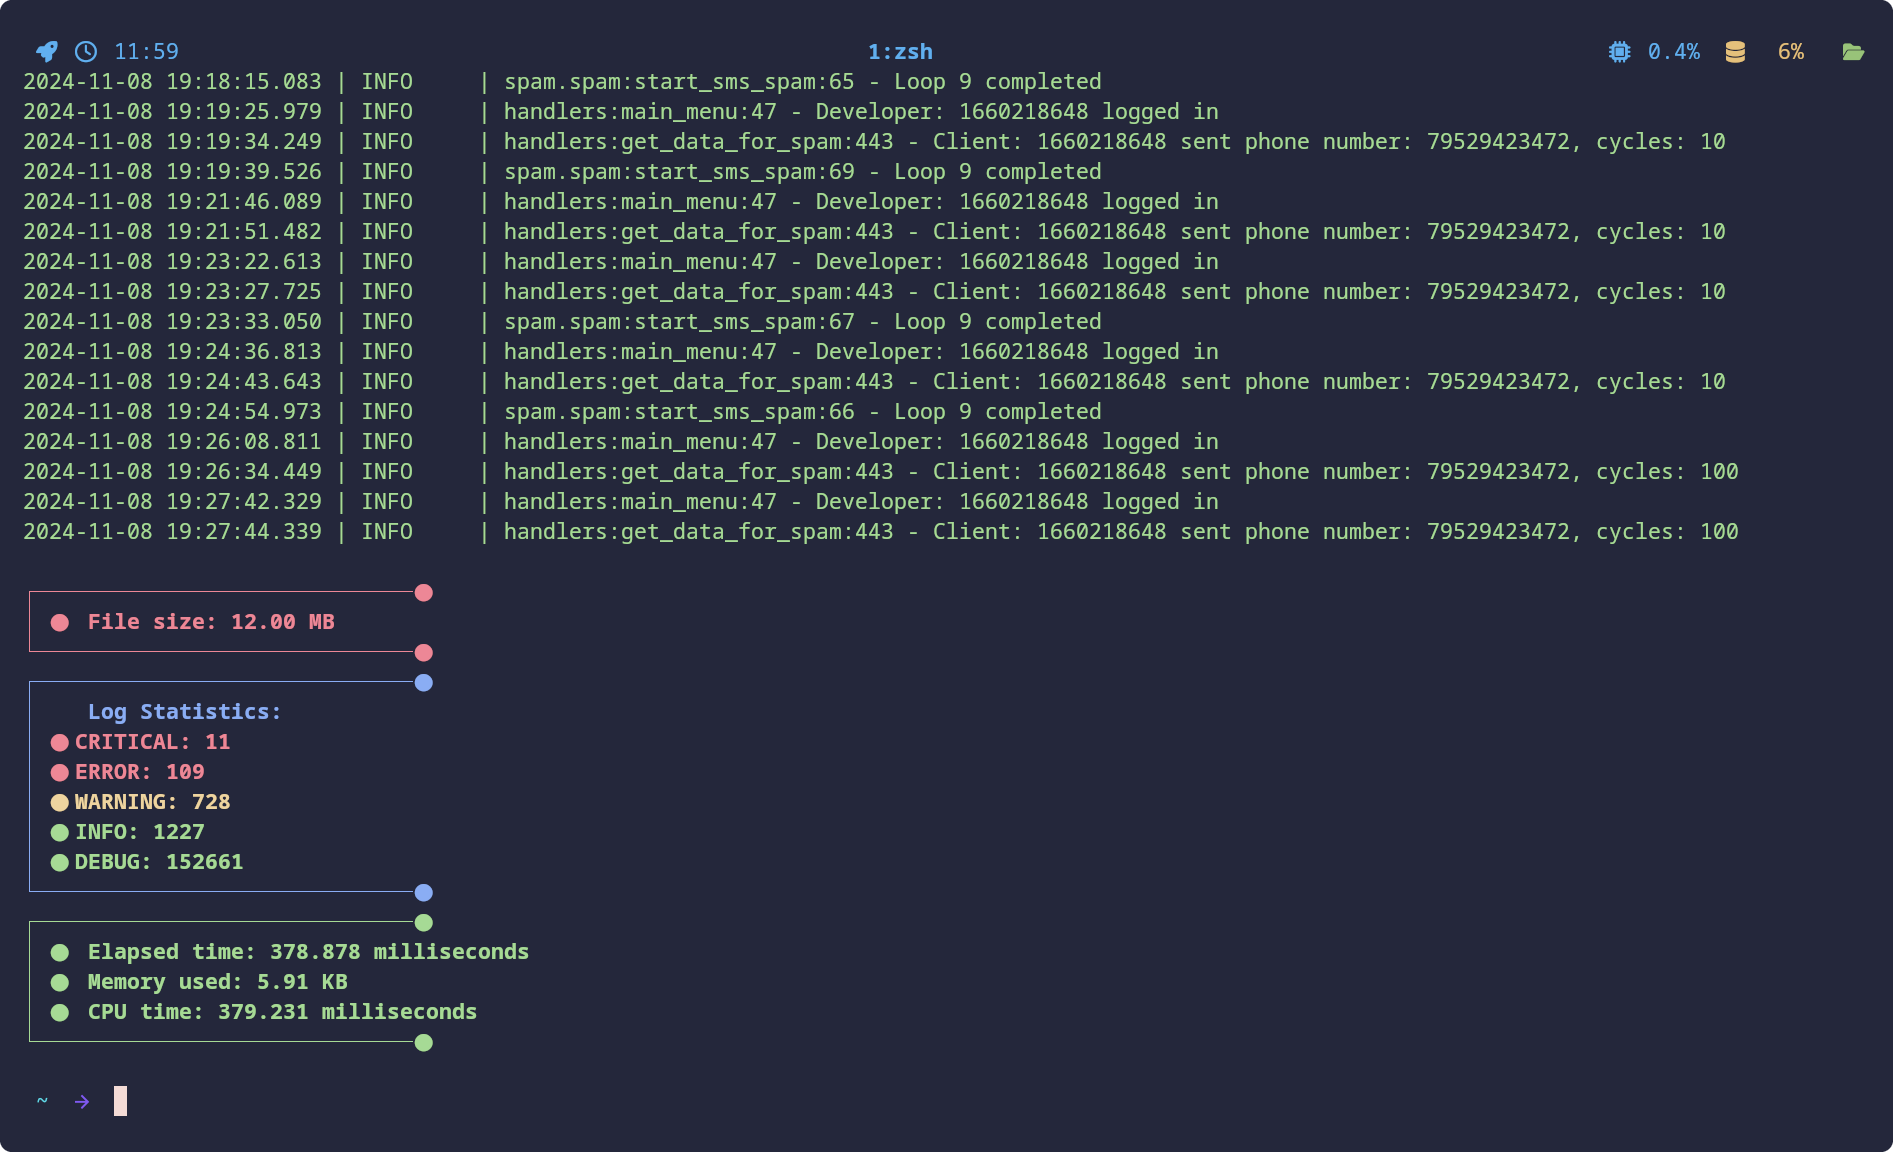 11:59 1:zsh 0.4% 6%
2024-11-08 19:18:15.083 | INFO     | spam.spam:start_sms_spam:65 - Loop 9 completed
2024-11-08 19:19:25.979 | INFO     | handlers:main_menu:47 - Developer: 1660218648 logged in
2024-11-08 19:19:34.249 | INFO     | handlers:get_data_for_spam:443 - Client: 1660218648 sent phone number: 79529423472, cycles: 10
2024-11-08 19:19:39.526 | INFO     | spam.spam:start_sms_spam:69 - Loop 9 completed
2024-11-08 19:21:46.089 | INFO     | handlers:main_menu:47 - Developer: 1660218648 logged in
2024-11-08 19:21:51.482 | INFO     | handlers:get_data_for_spam:443 - Client: 1660218648 sent phone number: 79529423472, cycles: 10
2024-11-08 19:23:22.613 | INFO     | handlers:main_menu:47 - Developer: 1660218648 logged in
2024-11-08 19:23:27.725 | INFO     | handlers:get_data_for_spam:443 - Client: 1660218648 sent phone number: 79529423472, cycles: 10
2024-11-08 19:23:33.050 | INFO     | spam.spam:start_sms_spam:67 - Loop 9 completed
2024-11-08 19:24:36.813 | INFO     | handlers:main_menu:47 - Developer: 1660218648 logged in
2024-11-08 19:24:43.643 | INFO     | handlers:get_data_for_spam:443 - Client: 1660218648 sent phone number: 79529423472, cycles: 10
2024-11-08 19:24:54.973 | INFO     | spam.spam:start_sms_spam:66 - Loop 9 completed
2024-11-08 19:26:08.811 | INFO     | handlers:main_menu:47 - Developer: 1660218648 logged in
2024-11-08 19:26:34.449 | INFO     | handlers:get_data_for_spam:443 - Client: 1660218648 sent phone number: 79529423472, cycles: 100
2024-11-08 19:27:42.329 | INFO     | handlers:main_menu:47 - Developer: 1660218648 logged in
2024-11-08 19:27:44.339 | INFO     | handlers:get_data_for_spam:443 - Client: 1660218648 sent phone number: 79529423472, cycles: 100
File size: 12.00 MB
Log Statistics:
CRITICAL: 11
ERROR: 109
WARNING: 728
INFO: 1227
DEBUG: 152661
Elapsed time: 378.878 milliseconds
Memory used: 5.91 KB
CPU time: 379.231 milliseconds
~ →